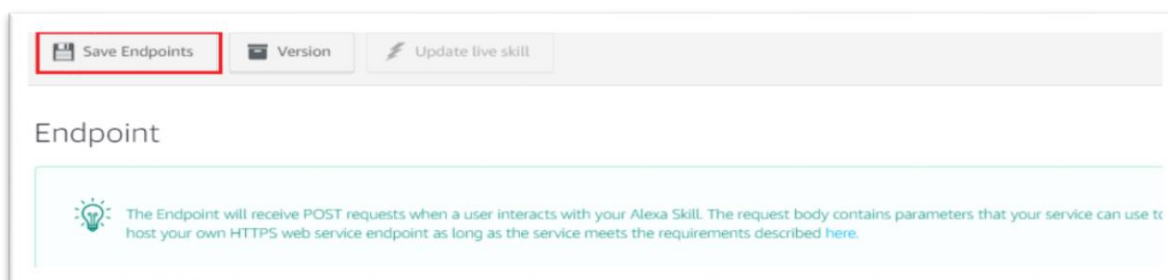 Save Endpoints Version Update live skill
Endpoint
The Endpoint will receive POST requests when a user interacts with your Alexa Skill. The request body contains parameters that your service can use to
host your own HTTPS web service endpoint as long as the service meets the requirements described here.